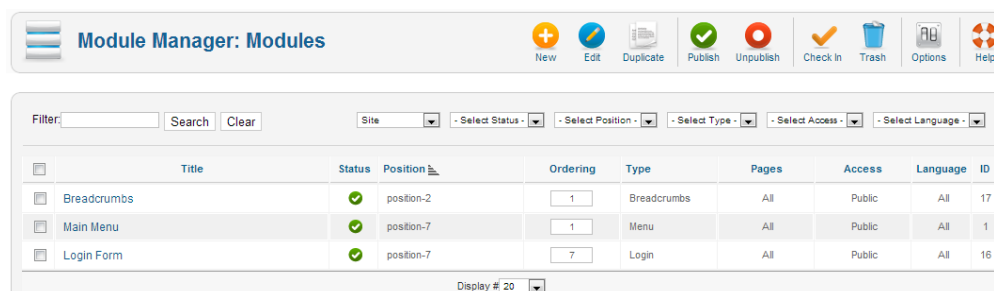 Module Manager: Modules
New Edit Duplicate Publish Unpublish Check In Trash Options Help
Filter: Search Clear Site - Select Status - - Select Position - - Select Type - - Select Access - - Select Language -
Title Status Position Ordering Type Pages Access Language ID
Breadcrumbs position-2 1 Breadcrumbs All Public All 17
Main Menu position-7 1 Menu All Public All 1
Login Form position-7 7 Login All Public All 16
Display # 20